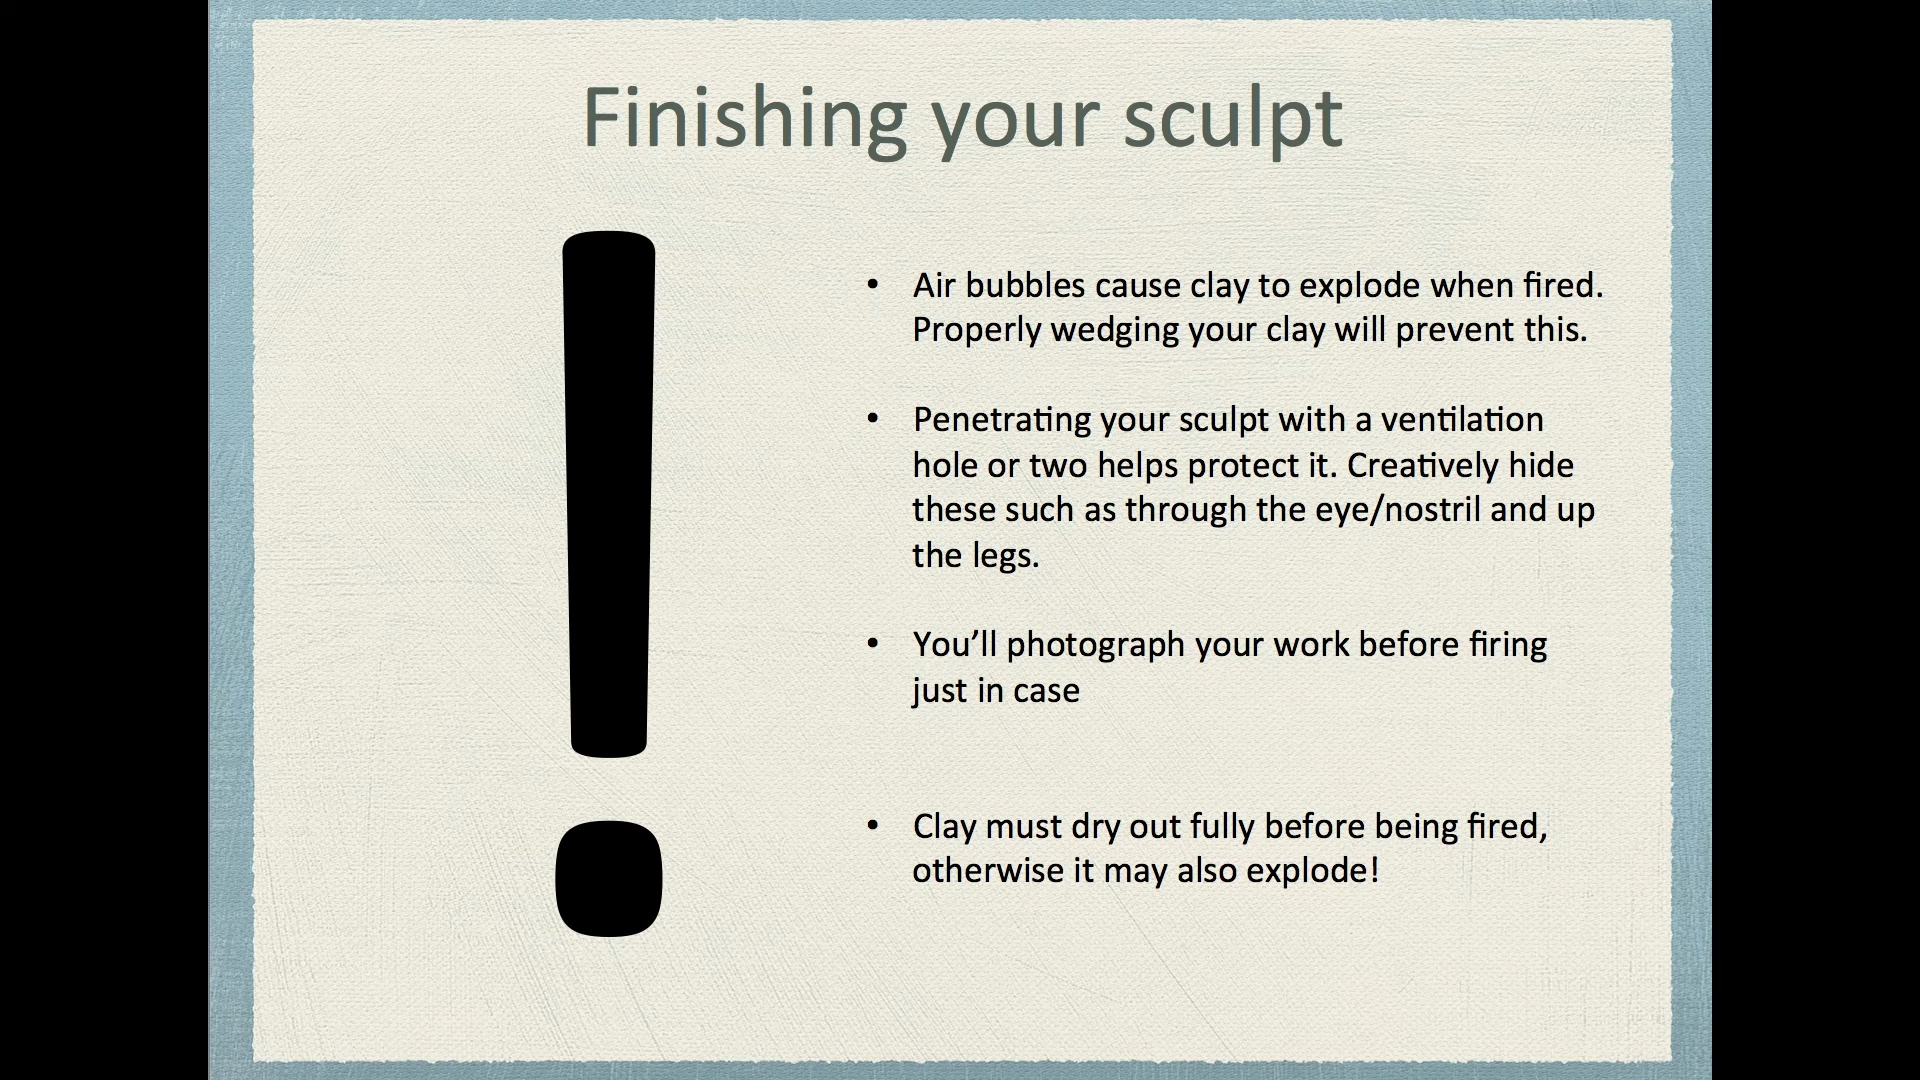 Finishing your sculpt
!
• Air bubbles cause clay to explode when fired.
Properly wedging your clay will prevent this.
• Penetrating your sculpt with a ventilation
hole or two helps protect it. Creatively hide
these such as through the eye/nostril and up
the legs.
• You’ll photograph your work before firing
just in case
• Clay must dry out fully before being fired,
otherwise it may also explode!